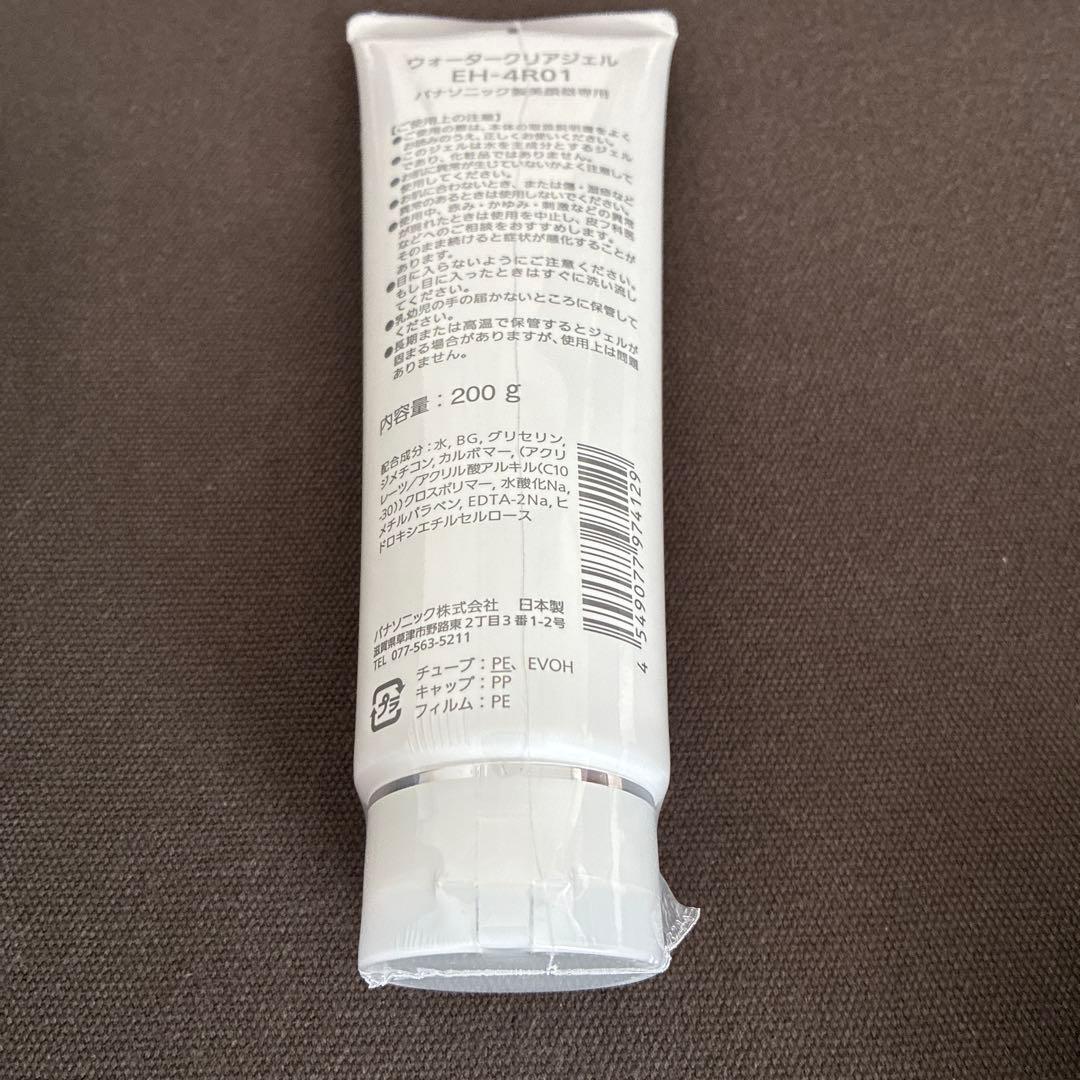 ウォータークリアジェル
EH-4R01
パナソニック製美顔器専用
【ご使用上の注意】
●ご使用の際は、本体の取扱説明書をよく
お読みのうえ、正しくお使いください。
●このジェルは水を主成分とするジェル
であり、化粧品ではありません。
●お肌に異常が生じていないかよく注意して
使用してください。
●お肌に合わないとき、または傷・湿疹など
異常のあるときは使用しないでください。
●使用中、赤み・かゆみ・刺激などの異常
が現れたときは使用を中止し、皮フ科医
などへのご相談をおすすめします。
そのまま続けると症状が悪化することが
あります。
●目に入らないようにご注意ください。
もし目に入ったときはすぐに洗い流し
てください。
●乳幼児の手の届かないところに保管して
ください。
●長期または高温で保管するとジェルが
固まる場合がありますが、使用上は問題
ありません。
内容量：200 g
配合成分：水, BG, グリセリン,
ジメチコン, カルボマー, (アクリ
レーツ/アクリル酸アルキル(C10
-30))クロスポリマー, 水酸化Na,
メチルパラベン, EDTA-2Na, ヒ
ドロキシエチルセルロース
パナソニック株式会社 日本製
滋賀県草津市野路東2丁目3番1-2号
TEL 077-563-5211
プラ
チューブ：PE、EVOH
キャップ：PP
フィルム：PE
4 549077 974129